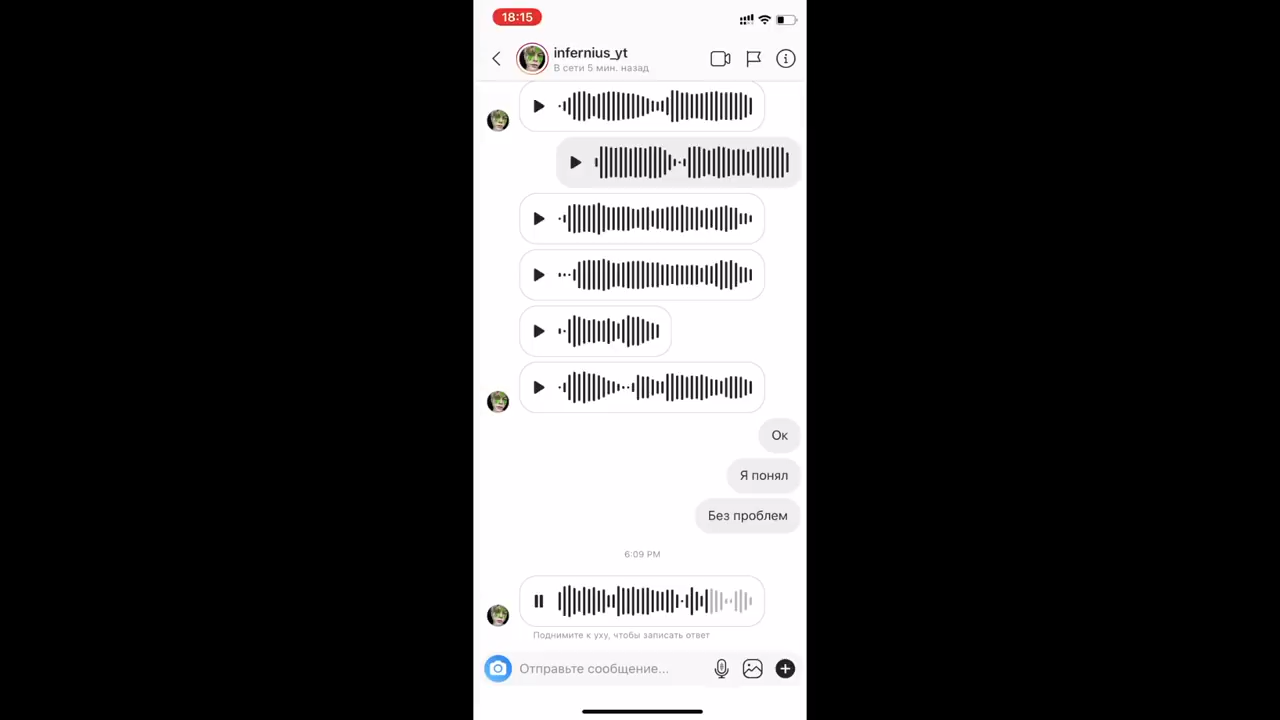 18:15
infernius_yt
В сети 5 мин. назад
Ок
Я понял
Без проблем
6:09 PM
Поднимите к уху, чтобы записать ответ
Отправьте сообщение...